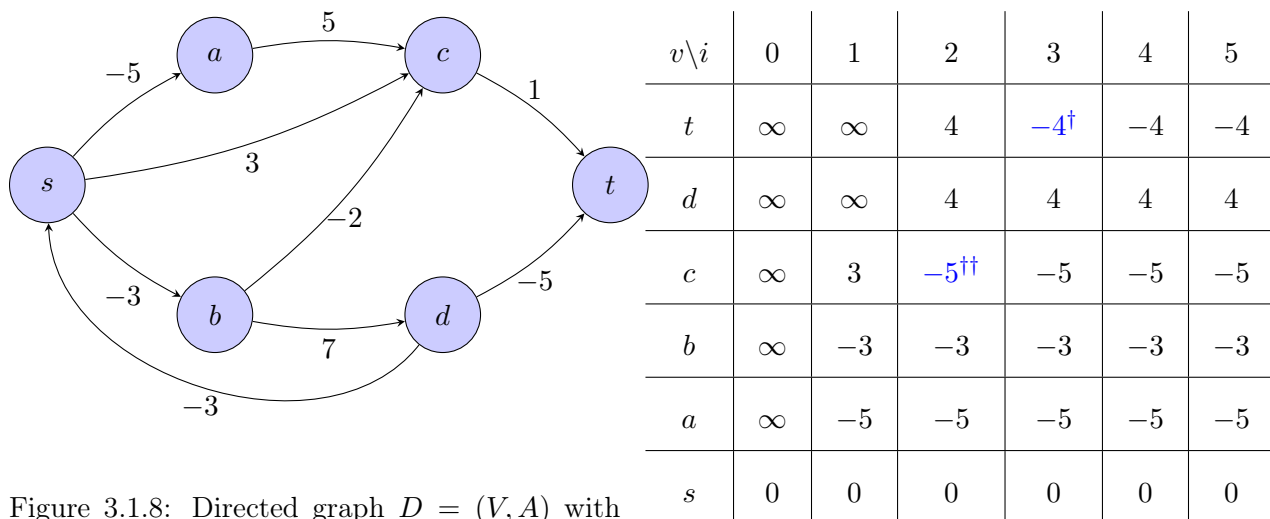 5
a
c
−5
1
3
s
t
−2
−3
−5
b
d
7
−3
v\i 0 1 2 3 4 5
t ∞ ∞ 4 −4† −4 −4
d ∞ ∞ 4 4 4 4
c ∞ 3 −5†† −5 −5 −5
b ∞ −3 −3 −3 −3 −3
a ∞ −5 −5 −5 −5 −5
s 0 0 0 0 0 0
Figure 3.1.8: Directed graph D = (V, A) with